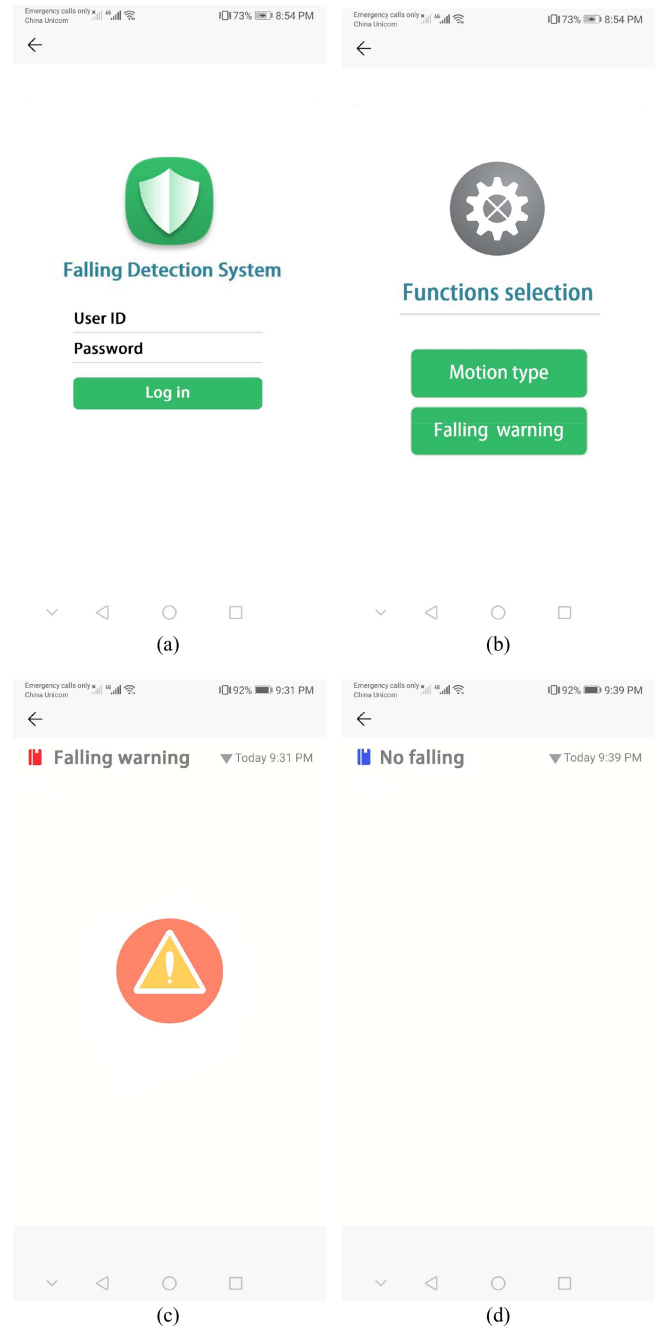 Emergency calls only 4G 73% 8:54 PM
China Unicom
Falling Detection System
User ID
Password
Log in
(a)
Emergency calls only 4G 73% 8:54 PM
China Unicom
Functions selection
Motion type
Falling warning
(b)
Emergency calls only 4G 92% 9:31 PM
China Unicom
Falling warning Today 9:31 PM
(c)
Emergency calls only 4G 92% 9:39 PM
China Unicom
No falling Today 9:39 PM
(d)